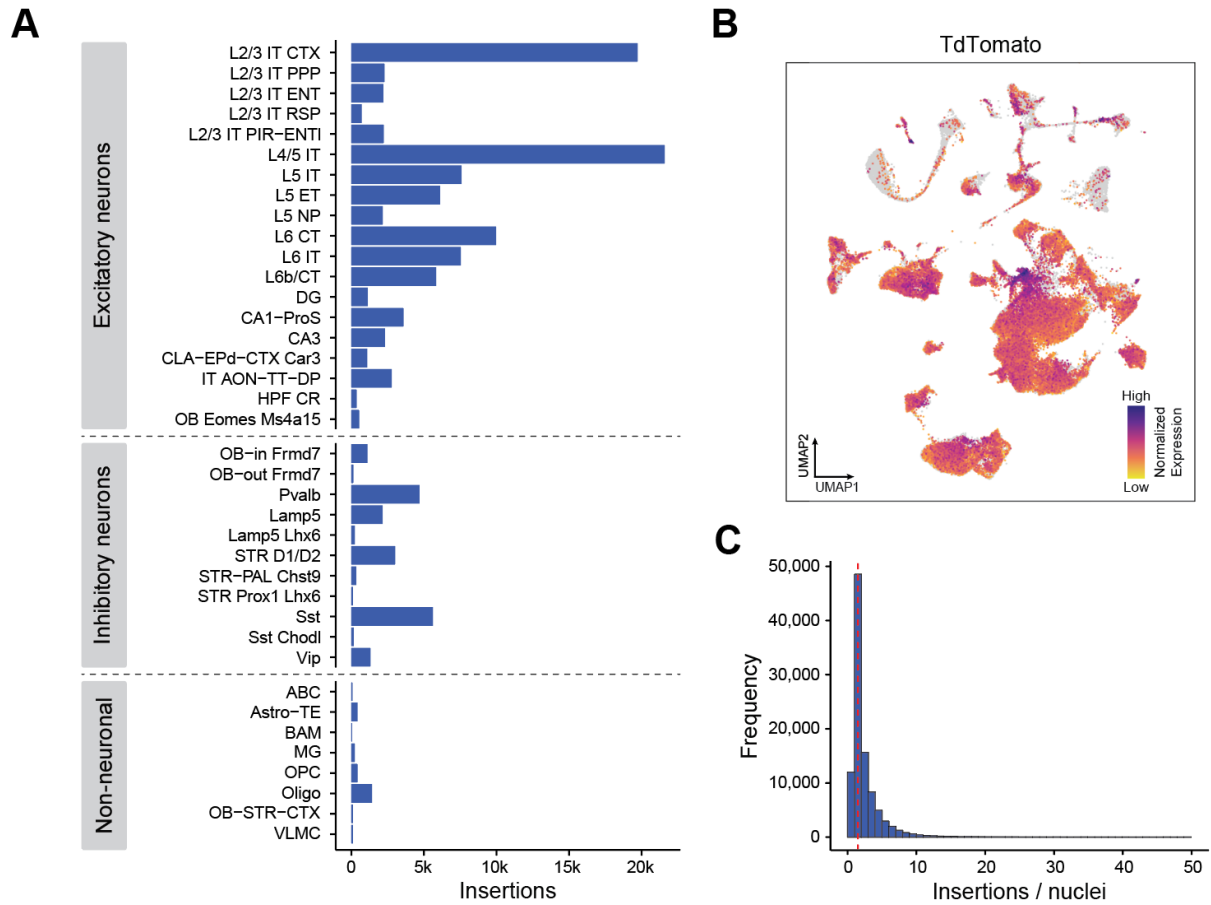 A
Excitatory neurons
L2/3 IT CTX
L2/3 IT PPP
L2/3 IT ENT
L2/3 IT RSP
L2/3 IT PIR−ENTl
L4/5 IT
L5 IT
L5 ET
L5 NP
L6 CT
L6 IT
L6b/CT
DG
CA1−ProS
CA3
CLA−EPd−CTX Car3
IT AON−TT−DP
HPF CR
OB Eomes Ms4a15
Inhibitory neurons
OB−in Frmd7
OB−out Frmd7
Pvalb
Lamp5
Lamp5 Lhx6
STR D1/D2
STR−PAL Chst9
STR Prox1 Lhx6
Sst
Sst Chodl
Vip
Non−neuronal
ABC
Astro−TE
BAM
MG
OPC
Oligo
OB−STR−CTX
VLMC
0 5k 10k 15k 20k
Insertions
B
TdTomato
High
Low
Normalized
Expression
UMAP2
UMAP1
C
50,000
40,000
30,000
20,000
10,000
0
Frequency
0 10 20 30 40 50
Insertions / nuclei